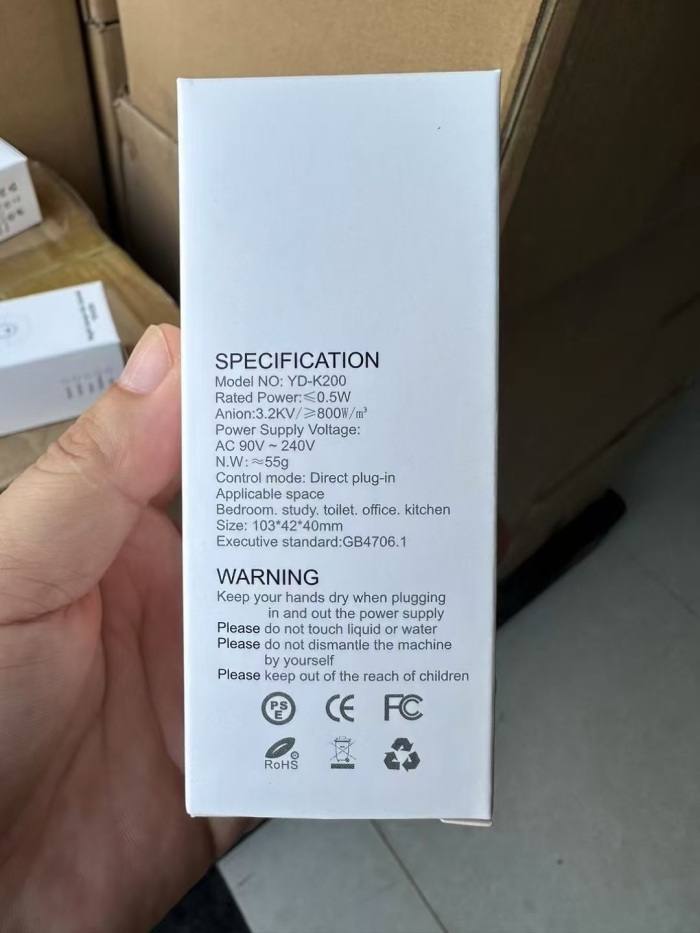 SPECIFICATION
Model NO: YD-K200
Rated Power:≤0.5W
Anion:3.2KV/≥800W/m³
Power Supply Voltage:
AC 90V ~ 240V
N.W:≈55g
Control mode: Direct plug-in
Applicable space
Bedroom. study. toilet. office. kitchen
Size: 103*42*40mm
Executive standard:GB4706.1
WARNING
Keep your hands dry when plugging
in and out the power supply
Please do not touch liquid or water
Please do not dismantle the machine
by yourself
Please keep out of the reach of children
PS E CE FC
RoHS